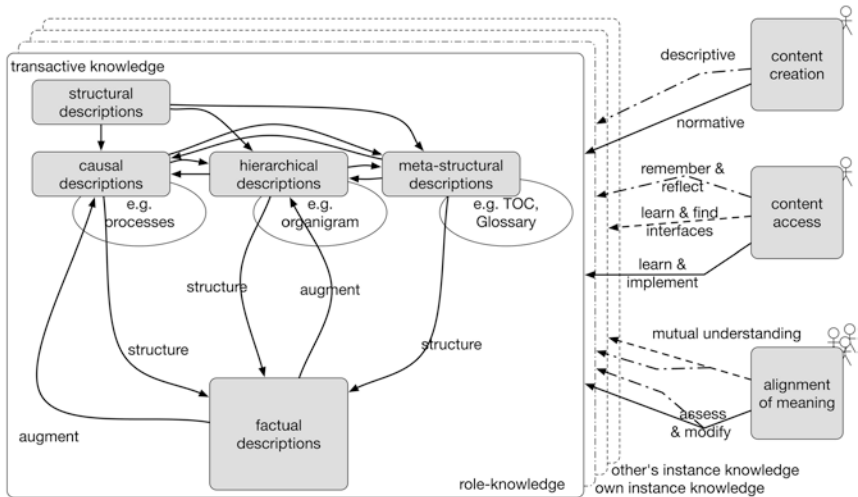 transactive knowledge
structural
descriptions
causal
descriptions
hierarchical
descriptions
meta-structural
descriptions
e.g.
processes
e.g.
organigram
e.g. TOC,
Glossary
structure
augment
structure
structure
augment
factual
descriptions
role-knowledge
other's instance knowledge
own instance knowledge
descriptive
normative
content
creation
remember &
reflect
learn & find
interfaces
learn &
implement
content
access
mutual understanding
assess
& modify
alignment
of meaning